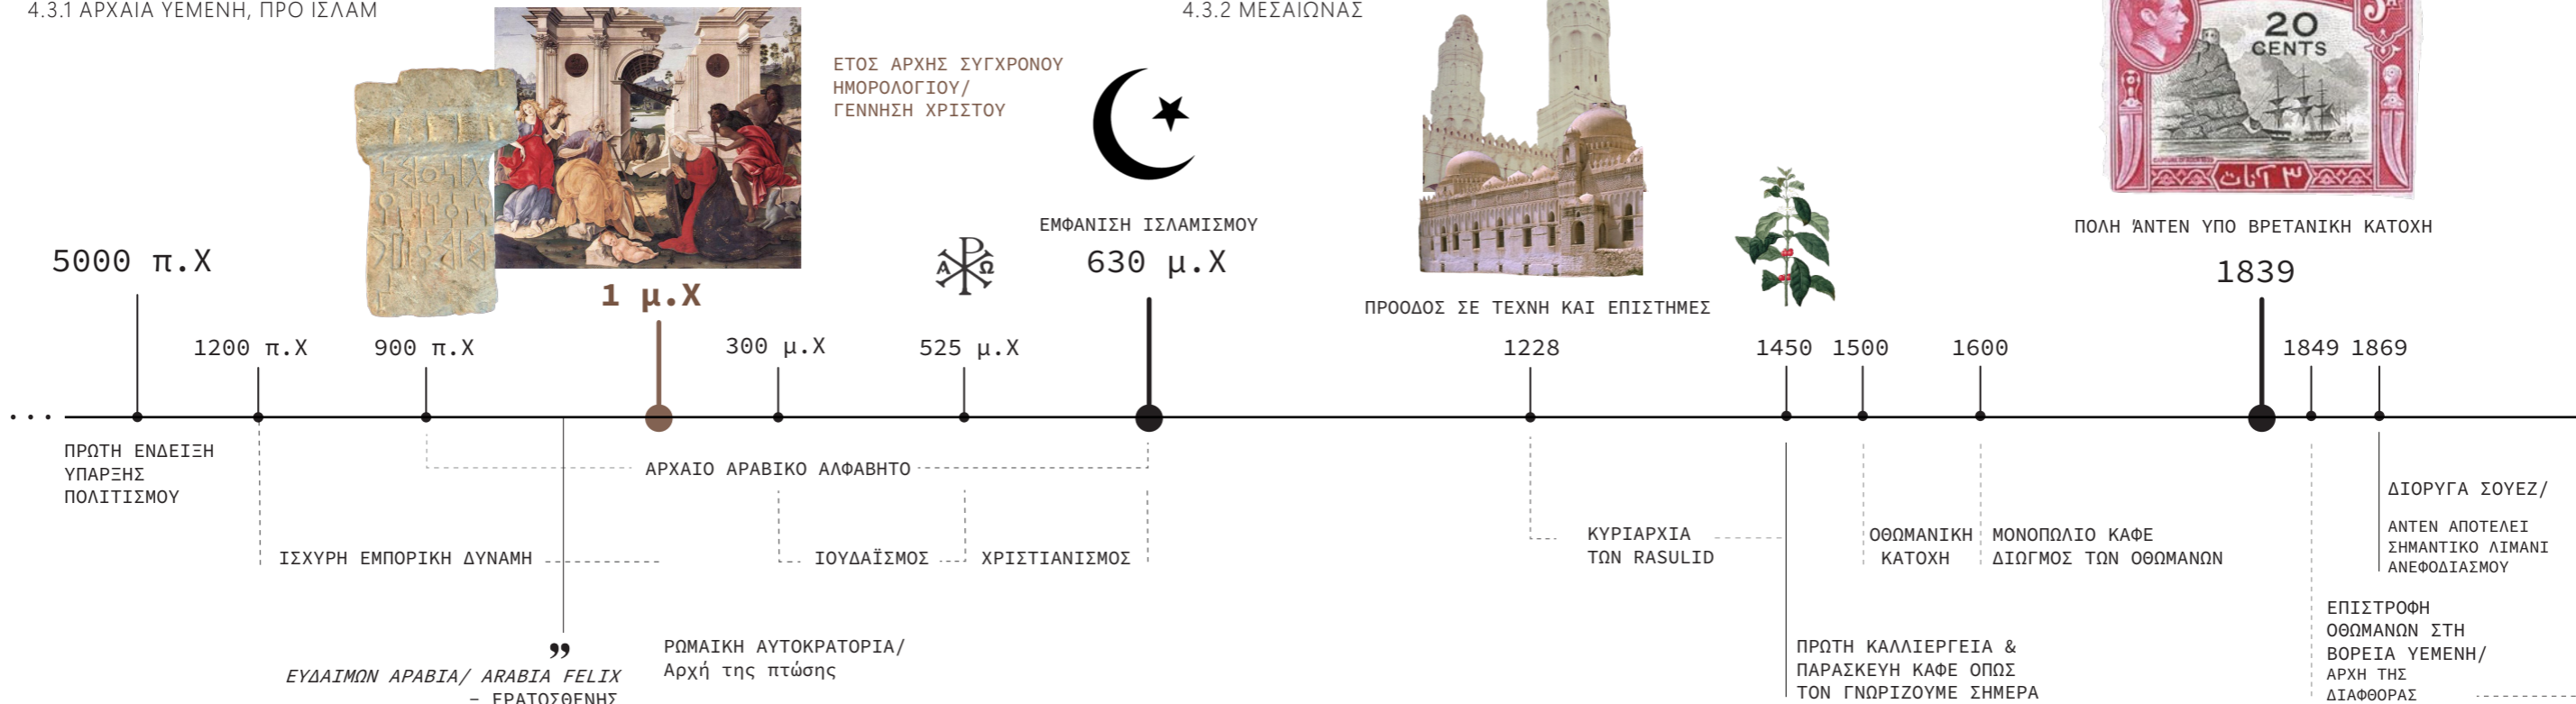 4.3.1 ΑΡΧΑΙΑ ΥΕΜΕΝΗ, ΠΡΟ ΙΣΛΑΜ
4.3.2 ΜΕΣΑΙΩΝΑΣ
ΕΤΟΣ ΑΡΧΗΣ ΣΥΓΧΡΟΝΟΥ
ΗΜΟΡΟΛΟΓΙΟΥ/
ΓΕΝΝΗΣΗ ΧΡΙΣΤΟΥ
20
CENTS
٣ آنات
ΕΜΦΑΝΙΣΗ ΙΣΛΑΜΙΣΜΟΥ
ΠΟΛΗ ΆΝΤΕΝ ΥΠΟ ΒΡΕΤΑΝΙΚΗ ΚΑΤΟΧΗ
5000 π.Χ
Α Ω
630 μ.Χ
1839
1 μ.Χ
ΠΡΟΟΔΟΣ ΣΕ ΤΕΧΝΗ ΚΑΙ ΕΠΙΣΤΗΜΕΣ
1200 π.Χ
900 π.Χ
300 μ.Χ
525 μ.Χ
1228
1450
1500
1600
1849
1869
ΠΡΩΤΗ ΕΝΔΕΙΞΗ
ΥΠΑΡΞΗΣ
ΠΟΛΙΤΙΣΜΟΥ
ΑΡΧΑΙΟ ΑΡΑΒΙΚΟ ΑΛΦΑΒΗΤΟ
ΙΣΧΥΡΗ ΕΜΠΟΡΙΚΗ ΔΥΝΑΜΗ
ΙΟΥΔΑΪΣΜΟΣ
ΧΡΙΣΤΙΑΝΙΣΜΟΣ
ΚΥΡΙΑΡΧΙΑ
ΤΩΝ RASULID
ΟΘΩΜΑΝΙΚΗ
ΚΑΤΟΧΗ
ΜΟΝΟΠΩΛΙΟ ΚΑΦΕ
ΔΙΩΓΜΟΣ ΤΩΝ ΟΘΩΜΑΝΩΝ
ΔΙΟΡΥΓΑ ΣΟΥΕΖ/
ΑΝΤΕΝ ΑΠΟΤΕΛΕΙ
ΣΗΜΑΝΤΙΚΟ ΛΙΜΑΝΙ
ΑΝΕΦΟΔΙΑΣΜΟΥ
”
ΕΥΔΑΙΜΩΝ ΑΡΑΒΙΑ/ ARABIA FELIX
– ΕΡΑΤΟΣΘΕΝΗΣ
ΡΩΜΑΙΚΗ ΑΥΤΟΚΡΑΤΟΡΙΑ/
Αρχή της πτώσης
ΠΡΩΤΗ ΚΑΛΛΙΕΡΓΕΙΑ &
ΠΑΡΑΣΚΕΥΗ ΚΑΦΕ ΟΠΩΣ
ΤΟΝ ΓΝΩΡΙΖΟΥΜΕ ΣΗΜΕΡΑ
ΕΠΙΣΤΡΟΦΗ
ΟΘΩΜΑΝΩΝ ΣΤΗ
ΒΟΡΕΙΑ ΥΕΜΕΝΗ/
ΑΡΧΗ ΤΗΣ
ΔΙΑΦΘΟΡΑΣ